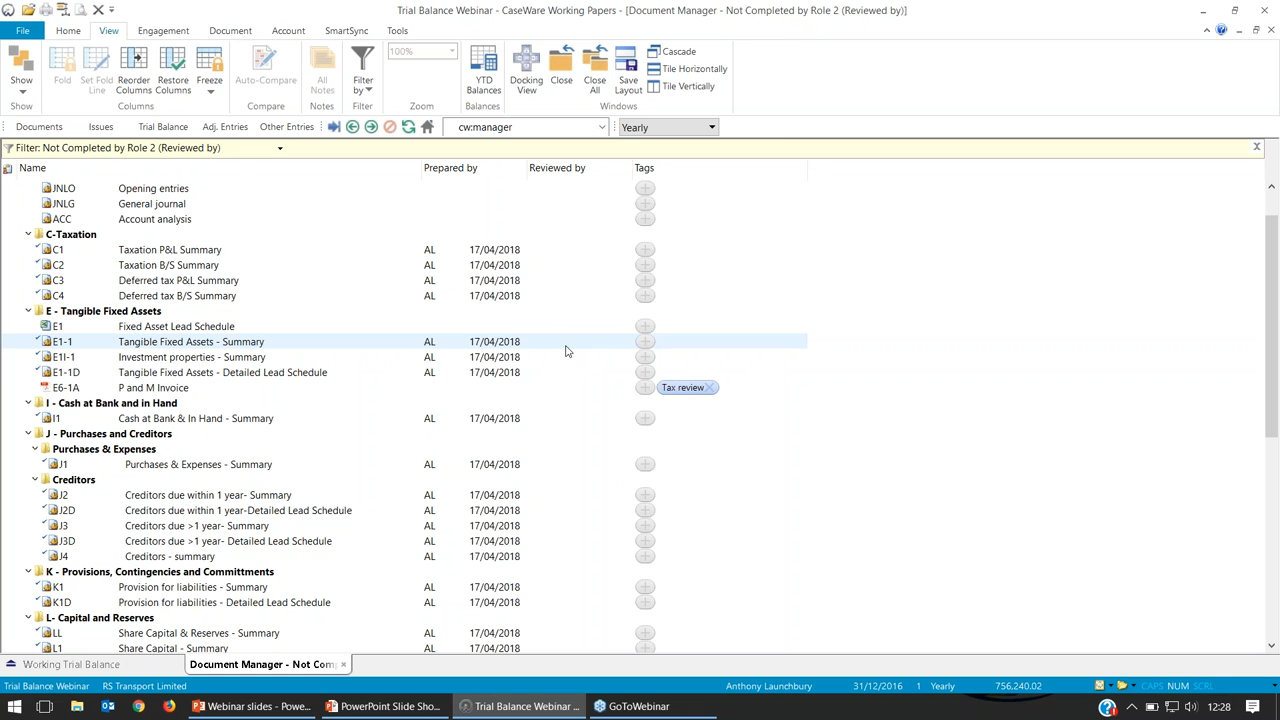 Trial Balance Webinar - CaseWare Working Papers - [Document Manager - Not Completed by Role 2 (Reviewed by)]
File Home View Engagement Document Account SmartSync Tools
Show Fold Set Fold Line Reorder Columns Restore Columns Freeze Auto-Compare All Notes Filter by 100% YTD Balances Docking View Close Close All Save Layout Cascade
Tile Horizontally
Tile Vertically
Show Columns Compare Notes Filter Zoom Balances Windows
Documents Issues Trial Balance Adj. Entries Other Entries cw:manager Yearly
Filter: Not Completed by Role 2 (Reviewed by) x
Name Prepared by Reviewed by Tags
JNLO Opening entries
JNLG General journal
ACC Account analysis
C-Taxation
C1 Taxation P&L Summary AL 17/04/2018
C2 Taxation B/S Summary AL 17/04/2018
C3 Deferred tax P&L Summary AL 17/04/2018
C4 Deferred tax B/S Summary AL 17/04/2018
E - Tangible Fixed Assets
E1 Fixed Asset Lead Schedule
E1-1 Tangible Fixed Assets - Summary AL 17/04/2018
E1I-1 Investment properties - Summary AL 17/04/2018
E1-1D Tangible Fixed Assets - Detailed Lead Schedule AL 17/04/2018
E6-1A P and M Invoice Tax review
I - Cash at Bank and in Hand
I1 Cash at Bank & In Hand - Summary AL 17/04/2018
J - Purchases and Creditors
Purchases & Expenses
J1 Purchases & Expenses - Summary AL 17/04/2018
Creditors
J2 Creditors due within 1 year- Summary AL 17/04/2018
J2D Creditors due within 1 year-Detailed Lead Schedule AL 17/04/2018
J3 Creditors due >1 year- Summary AL 17/04/2018
J3D Creditors due >1 year- Detailed Lead Schedule AL 17/04/2018
J4 Creditors - summary AL 17/04/2018
K - Provisions, Contingencies and Committments
K1 Provision for liabilities - Summary AL 17/04/2018
K1D Provision for liabilities - Detailed Lead Schedule AL 17/04/2018
L- Capital and Reserves
LL Share Capital & Reserves - Summary AL 17/04/2018
L1 Share Capital - Summary AL 17/04/2018
Working Trial Balance Document Manager - Not Com
Trial Balance Webinar RS Transport Limited Anthony Launchbury 31/12/2016 1 Yearly 756,240.02 CAPS NUM SCRL
Webinar slides - Powe... PowerPoint Slide Sho... Trial Balance Webinar ... GoToWebinar 12:28